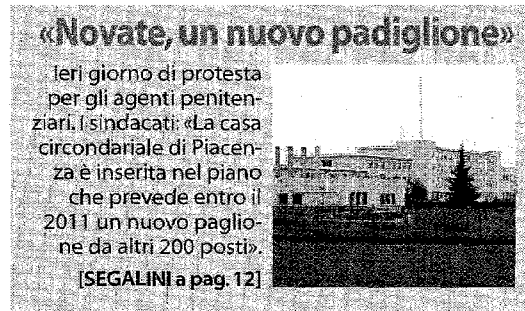 «Novate, un nuovo padiglione»
Ieri giorno di protesta
per gli agenti peniten-
ziari. I sindacati: «La casa
circondariale di Piacen-
za è inserita nel piano
che prevede entro il
2011 un nuovo paglio-
ne da altri 200 posti».
[SEGALINI a pag. 12]